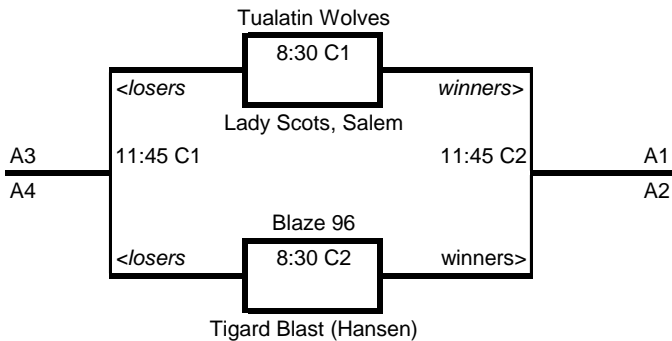 Tualatin Wolves
8:30 C1
<losers
winners>
Lady Scots, Salem
A3
11:45 C1
11:45 C2
A1
A4
A2
Blaze 96
<losers
8:30 C2
winners>
Tigard Blast (Hansen)